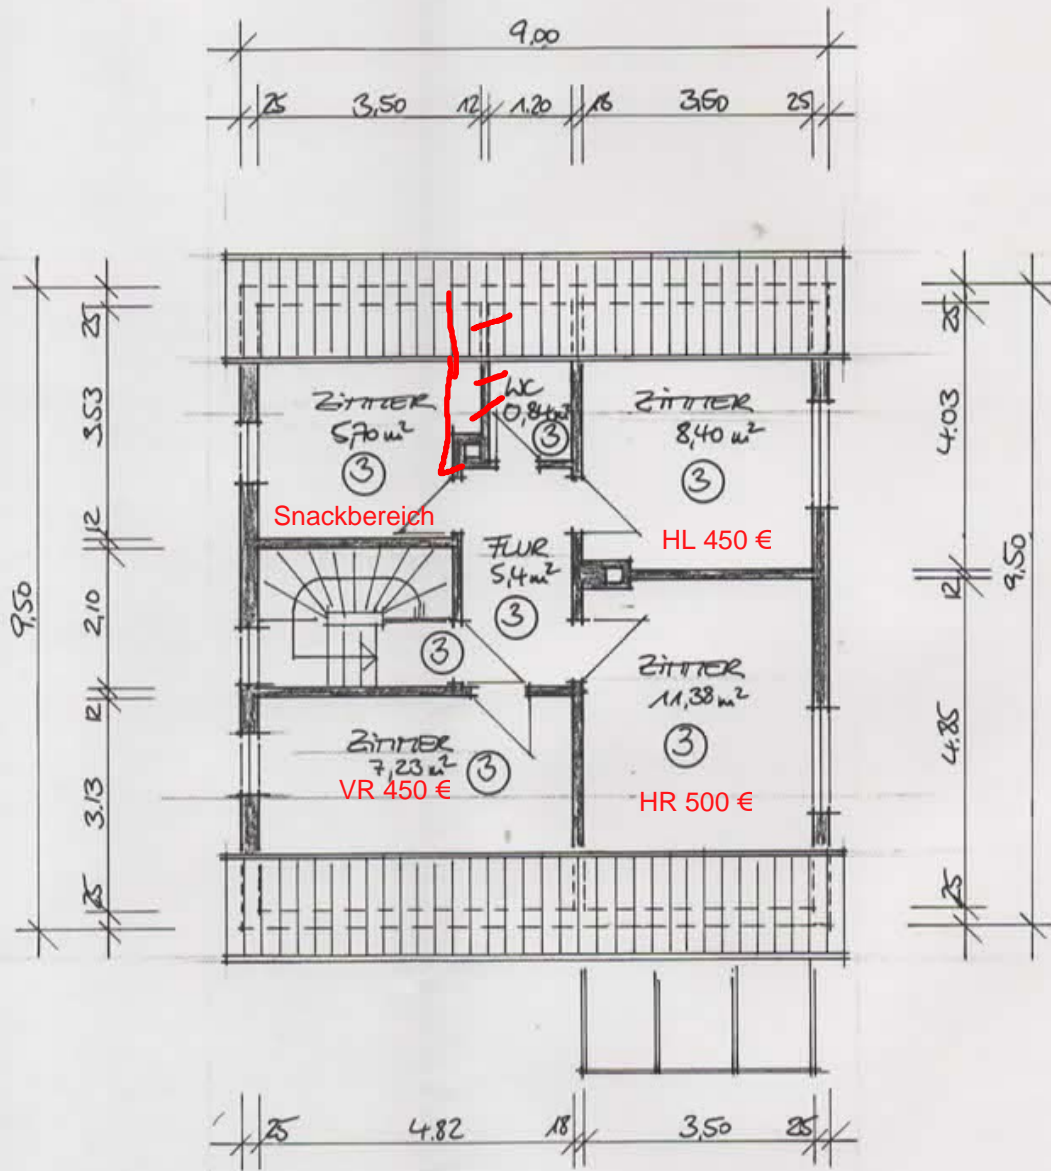 9,00
25 3,50 12 1.20 18 3,50 25
ZIMMER
5,70 m²
3
Snackbereich
WC
0,84 m²
3
ZIMMER
8,40 m²
3
HL 450 €
FLUR
5,4 m²
3
3
ZIMMER
7,23 m²
3
VR 450 €
ZIMMER
11,38 m²
3
HR 500 €
9,50
25
3.53
12
2,10
12
3.13
25
25
4.03
12
4.85
25
9,50
25 4.82 18 3,50 25